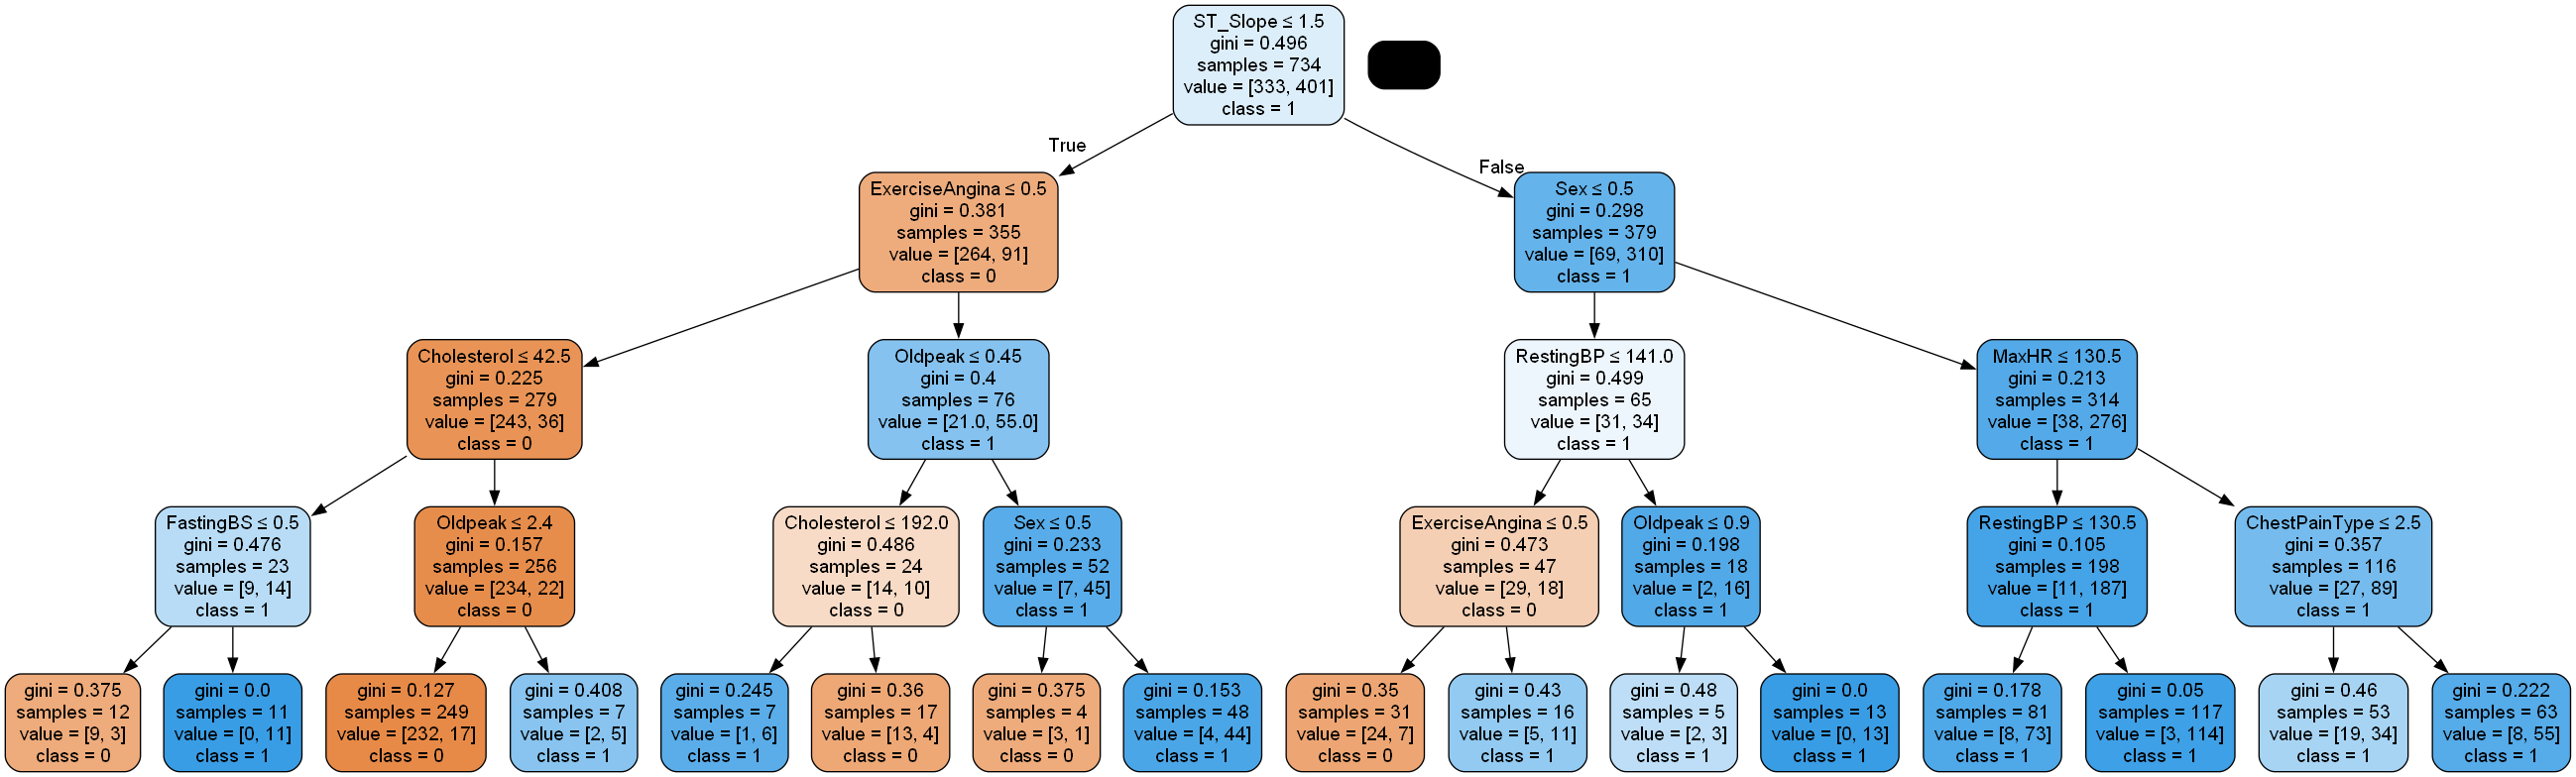 ST_Slope ≤ 1.5
gini = 0.496
samples = 734
value = [333, 401]
class = 1
True
False
ExerciseAngina ≤ 0.5
gini = 0.381
samples = 355
value = [264, 91]
class = 0
Sex ≤ 0.5
gini = 0.298
samples = 379
value = [69, 310]
class = 1
Cholesterol ≤ 42.5
gini = 0.225
samples = 279
value = [243, 36]
class = 0
Oldpeak ≤ 0.45
gini = 0.4
samples = 76
value = [21.0, 55.0]
class = 1
RestingBP ≤ 141.0
gini = 0.499
samples = 65
value = [31, 34]
class = 1
MaxHR ≤ 130.5
gini = 0.213
samples = 314
value = [38, 276]
class = 1
FastingBS ≤ 0.5
gini = 0.476
samples = 23
value = [9, 14]
class = 1
Oldpeak ≤ 2.4
gini = 0.157
samples = 256
value = [234, 22]
class = 0
Cholesterol ≤ 192.0
gini = 0.486
samples = 24
value = [14, 10]
class = 0
Sex ≤ 0.5
gini = 0.233
samples = 52
value = [7, 45]
class = 1
ExerciseAngina ≤ 0.5
gini = 0.473
samples = 47
value = [29, 18]
class = 0
Oldpeak ≤ 0.9
gini = 0.198
samples = 18
value = [2, 16]
class = 1
RestingBP ≤ 130.5
gini = 0.105
samples = 198
value = [11, 187]
class = 1
ChestPainType ≤ 2.5
gini = 0.357
samples = 116
value = [27, 89]
class = 1
gini = 0.375
samples = 12
value = [9, 3]
class = 0
gini = 0.0
samples = 11
value = [0, 11]
class = 1
gini = 0.127
samples = 249
value = [232, 17]
class = 0
gini = 0.408
samples = 7
value = [2, 5]
class = 1
gini = 0.245
samples = 7
value = [1, 6]
class = 1
gini = 0.36
samples = 17
value = [13, 4]
class = 0
gini = 0.375
samples = 4
value = [3, 1]
class = 0
gini = 0.153
samples = 48
value = [4, 44]
class = 1
gini = 0.35
samples = 31
value = [24, 7]
class = 0
gini = 0.43
samples = 16
value = [5, 11]
class = 1
gini = 0.48
samples = 5
value = [2, 3]
class = 1
gini = 0.0
samples = 13
value = [0, 13]
class = 1
gini = 0.178
samples = 81
value = [8, 73]
class = 1
gini = 0.05
samples = 117
value = [3, 114]
class = 1
gini = 0.46
samples = 53
value = [19, 34]
class = 1
gini = 0.222
samples = 63
value = [8, 55]
class = 1